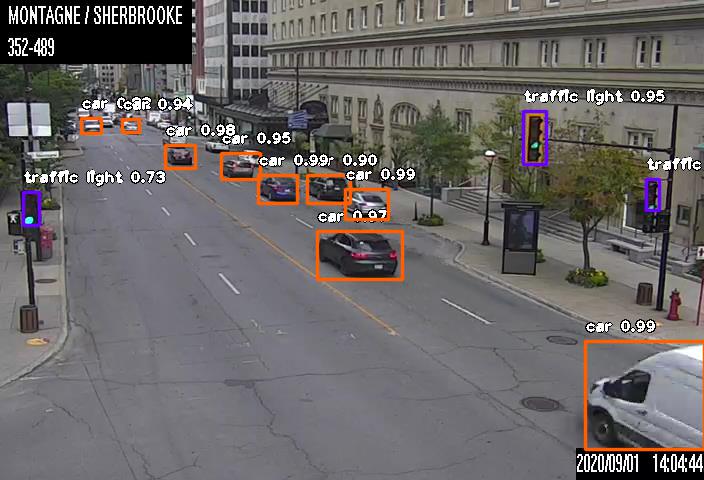 MONTAGNE / SHERBROOKE
352-489
car 0.94
car 0.98
car 0.95
car 0.99
0.90
car 0.99
car 0.97
car 0.99
traffic light 0.95
traffic
traffic light 0.73
2020/09/01 14:04:44